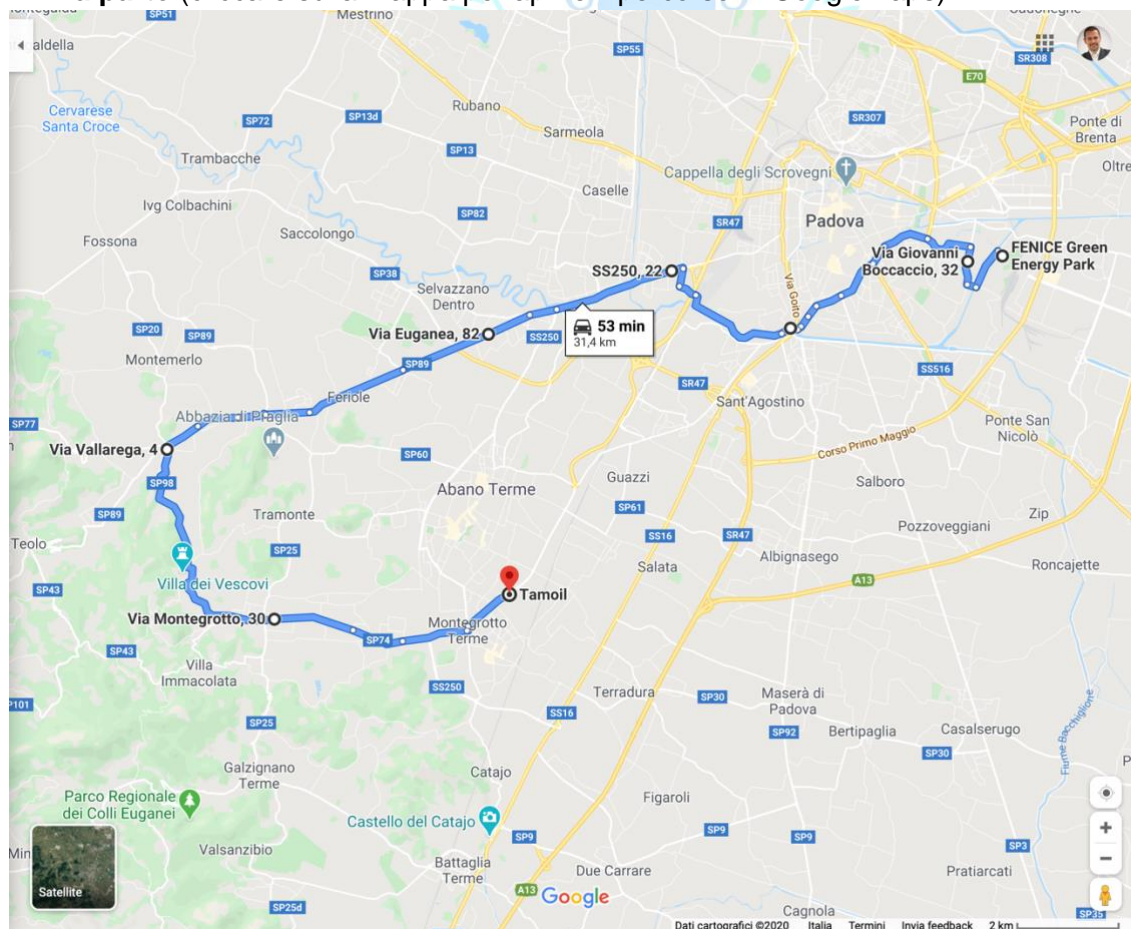 SP51
Mestrino
SP55
SR308
aldella
E70
Cervarese
Santa Croce
SP72
SP13d
Rubano
SR307
Ponte di
Brenta
Sarmeola
Trambacche
SP13
Cappella degli Scrovegni
Oltre
Caselle
Ivg Colbachini
SP82
SR47
Padova
Fossona
Saccolongo
Via Giovanni
Boccaccio, 32
FENICE Green
Energy Park
SS250, 22
SP38
Selvazzano
Dentro
Via Goito
SP20
SP89
Via Euganea, 82
SS250
53 min
31,4 km
Montemerlo
SP89
SS516
SR47
Feriole
Sant'Agostino
Abbazia di Praglia
SP77
Ponte San
Nicolò
Via Vallarega, 4
SP60
Corso Primo Maggio
Guazzi
SP98
Abano Terme
Salboro
SP89
Tramonte
SP61
Zip
Pozzoveggiani
Teolo
SP25
SS16
SR47
Albignasego
Salata
Roncajette
Villa dei Vescovi
A13
SP43
Tamoil
Via Montegrotto, 30
Montegrotto
Terme
SP74
SP43
Villa
Immacolata
SS250
Terradura
SP30
Maserà di
Padova
P101
SP25
SS16
SP92
Bertipaglia
Casalserugo
SP30
Fiume Bacchiglione
Galzignano
Terme
Catajo
Parco Regionale
dei Colli Euganei
Figaroli
Castello del Catajo
SP9
SP9
SP9
SP3
Min
Valsanzibio
Battaglia
Terme
Due Carrare
Pratiarcati
Satellite
A13
Google
SP25d
Cagnola
SP35
Dati cartografici ©2020 Italia Termini Invia feedback 2 km